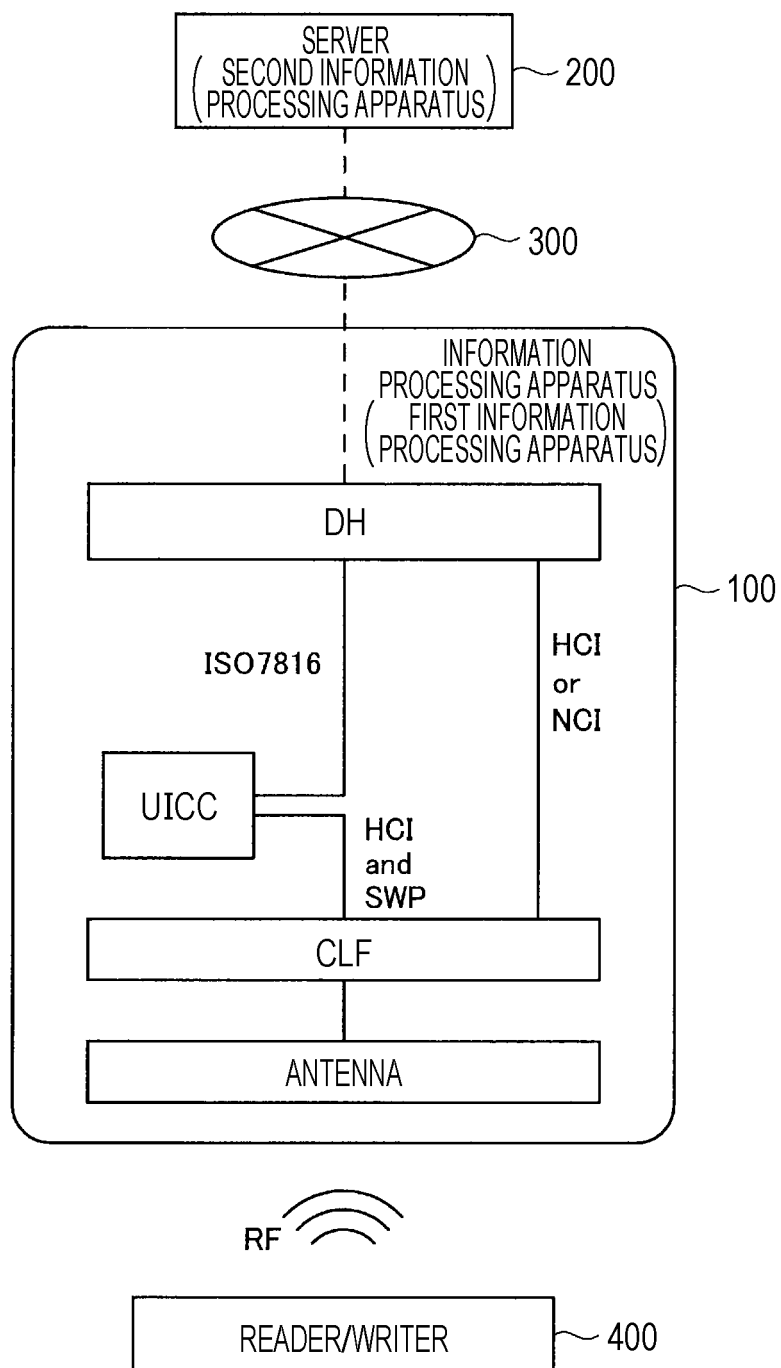 SERVER
( SECOND INFORMATION
PROCESSING APPARATUS )
200
300
INFORMATION
PROCESSING APPARATUS
( FIRST INFORMATION
PROCESSING APPARATUS )
DH
100
ISO7816
HCI
or
NCI
UICC
HCI
and
SWP
CLF
ANTENNA
RF
READER/WRITER
400